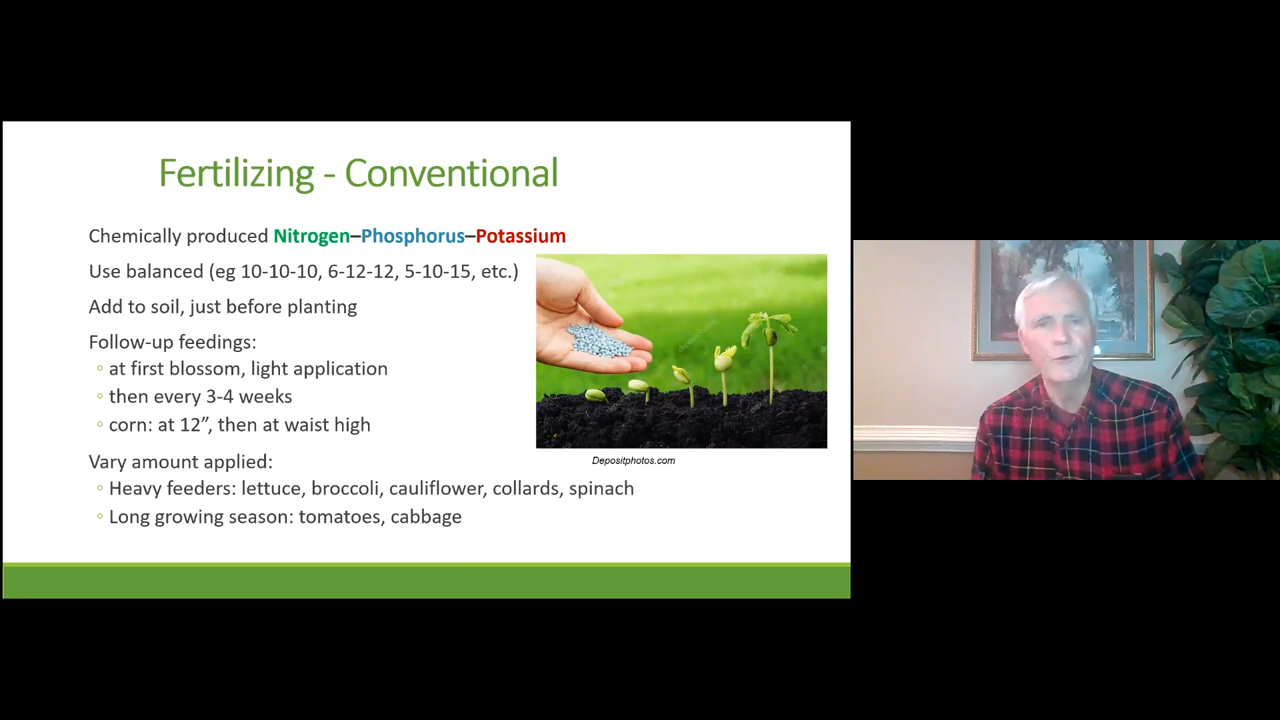 Fertilizing - Conventional
Chemically produced Nitrogen–Phosphorus–Potassium
Use balanced (eg 10-10-10, 6-12-12, 5-10-15, etc.)
Add to soil, just before planting
Follow-up feedings:
◦ at first blossom, light application
◦ then every 3-4 weeks
◦ corn: at 12”, then at waist high
Depositphotos.com
Vary amount applied:
◦ Heavy feeders: lettuce, broccoli, cauliflower, collards, spinach
◦ Long growing season: tomatoes, cabbage